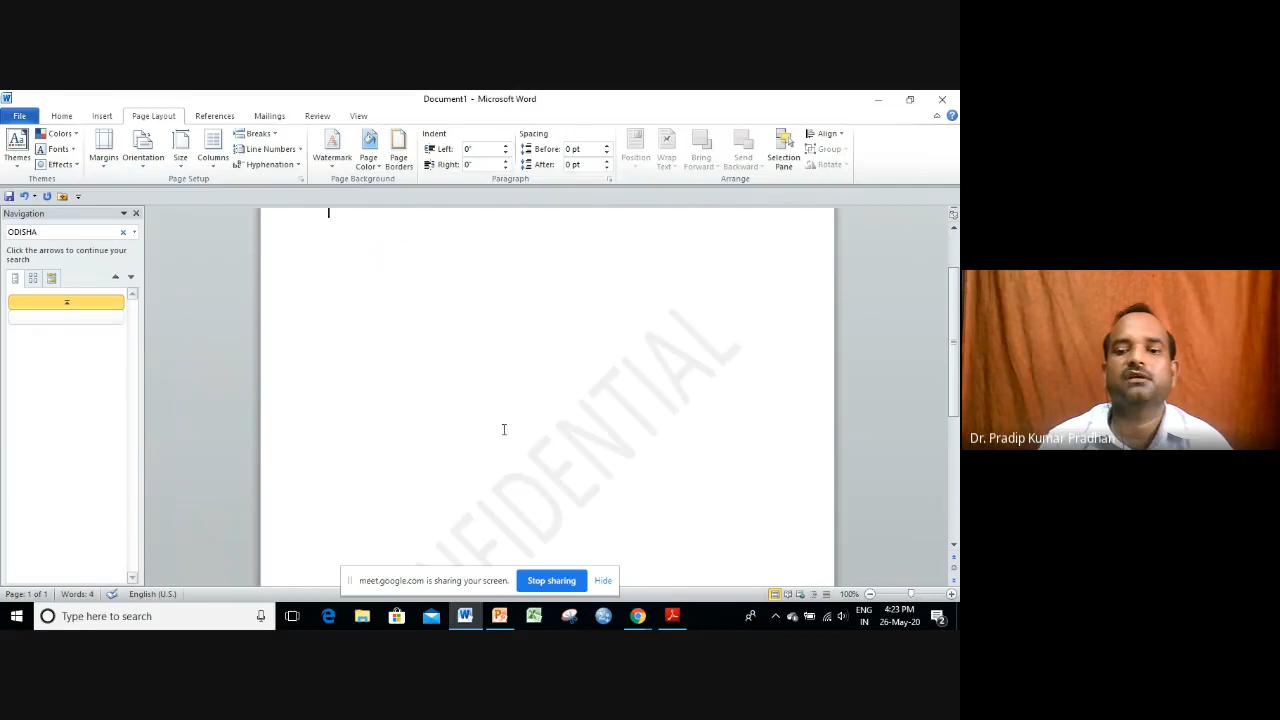 Document1 - Microsoft Word
File Home Insert Page Layout References Mailings Review View
Themes
Colors
Fonts
Effects
Themes
Margins
Orientation
Size
Columns
Breaks
Line Numbers
Hyphenation
Page Setup
Watermark
Page Color
Page Borders
Page Background
Indent
Left: 0"
Right: 0"
Spacing
Before: 0 pt
After: 0 pt
Paragraph
Position
Wrap Text
Bring Forward
Send Backward
Selection Pane
Align
Group
Rotate
Arrange
Navigation
ODISHA
Click the arrows to continue your
search
NFIDENTIAL
Dr. Pradip Kumar Pradhan
meet.google.com is sharing your screen. Stop sharing Hide
Page: 1 of 1 Words: 4 English (U.S.) 100%
Type here to search
ENG
IN
4:23 PM
26-May-20
2